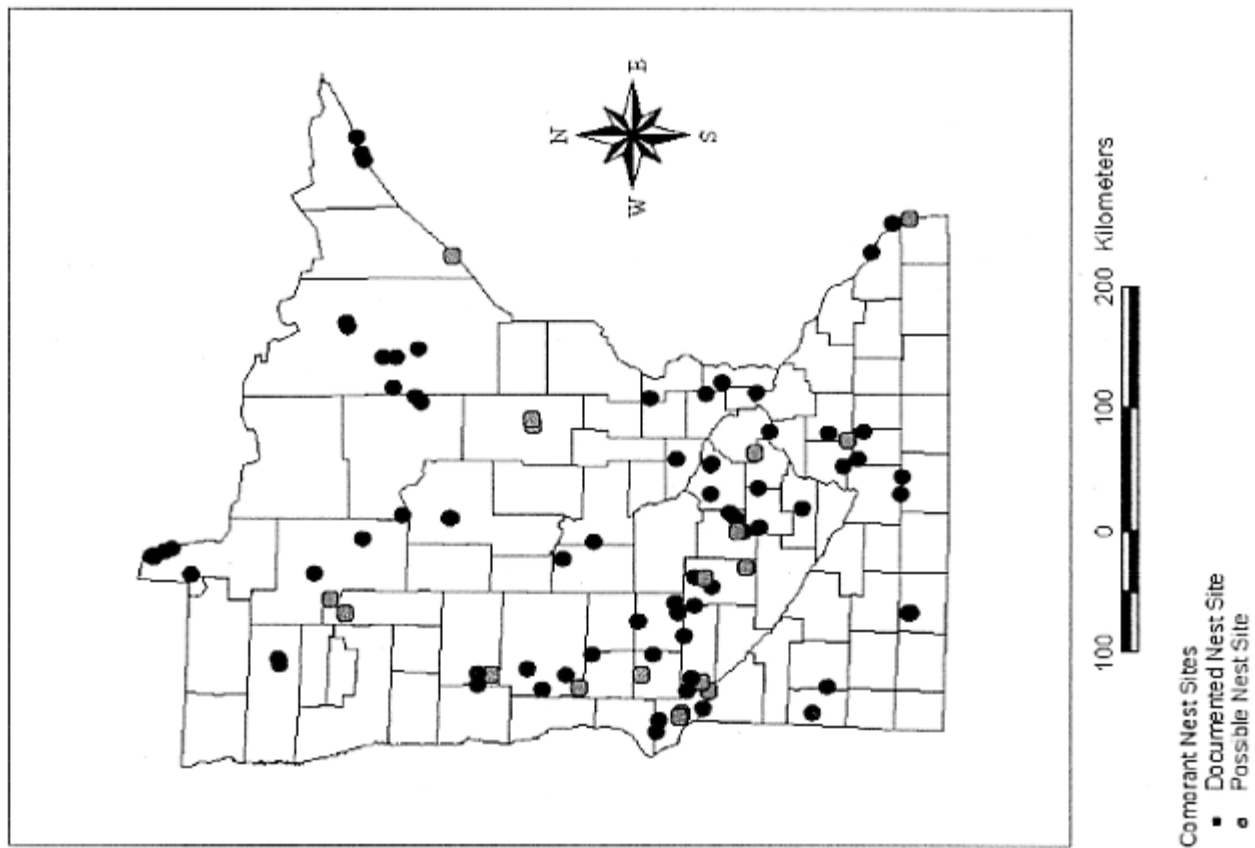 N
W
E
S
100 0 100 200 Kilometers
Cormorant Nest Sites
Documented Nest Site
Possible Nest Site